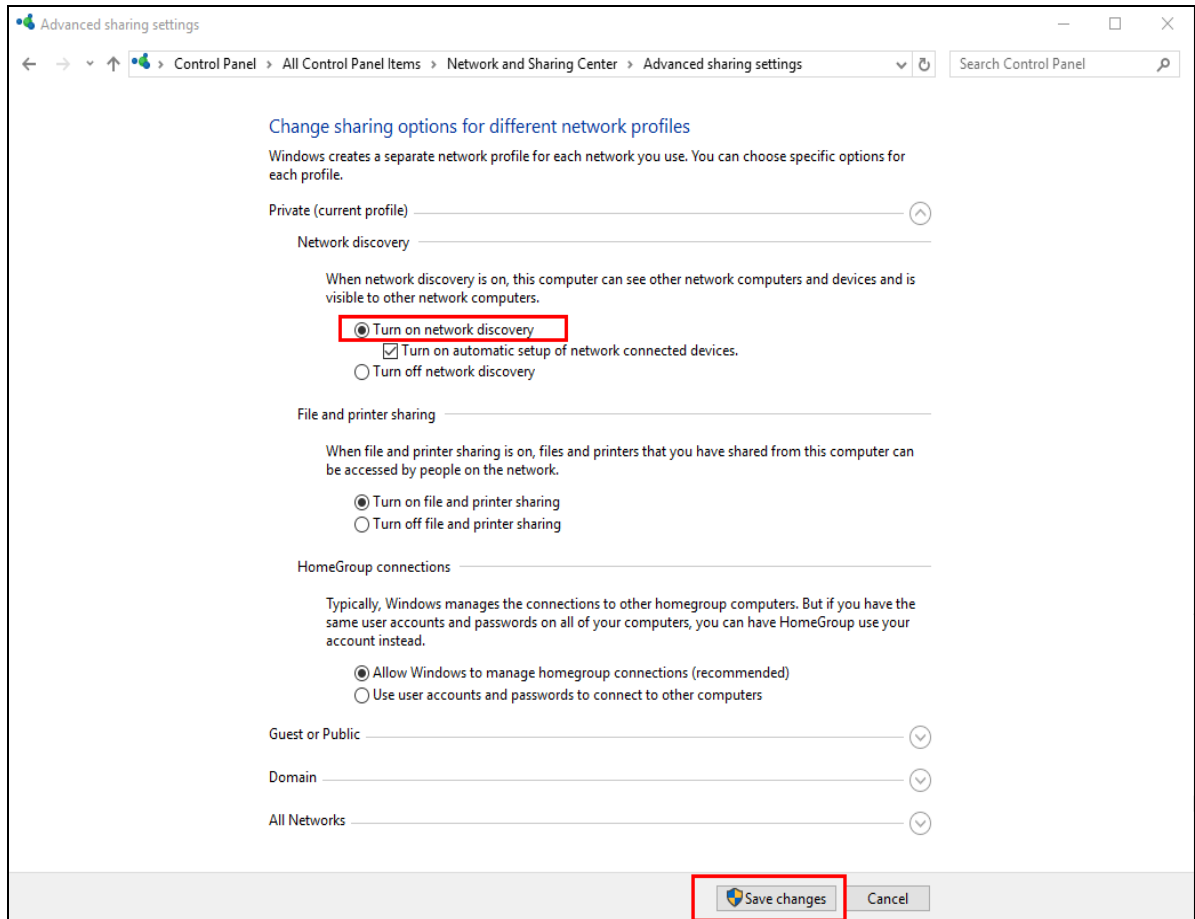 Advanced sharing settings
Control Panel > All Control Panel Items > Network and Sharing Center > Advanced sharing settings
Search Control Panel
Change sharing options for different network profiles
Windows creates a separate network profile for each network you use. You can choose specific options for
each profile.
Private (current profile)
Network discovery
When network discovery is on, this computer can see other network computers and devices and is
visible to other network computers.
Turn on network discovery
Turn on automatic setup of network connected devices.
Turn off network discovery
File and printer sharing
When file and printer sharing is on, files and printers that you have shared from this computer can
be accessed by people on the network.
Turn on file and printer sharing
Turn off file and printer sharing
HomeGroup connections
Typically, Windows manages the connections to other homegroup computers. But if you have the
same user accounts and passwords on all of your computers, you can have HomeGroup use your
account instead.
Allow Windows to manage homegroup connections (recommended)
Use user accounts and passwords to connect to other computers
Guest or Public
Domain
All Networks
Save changes
Cancel